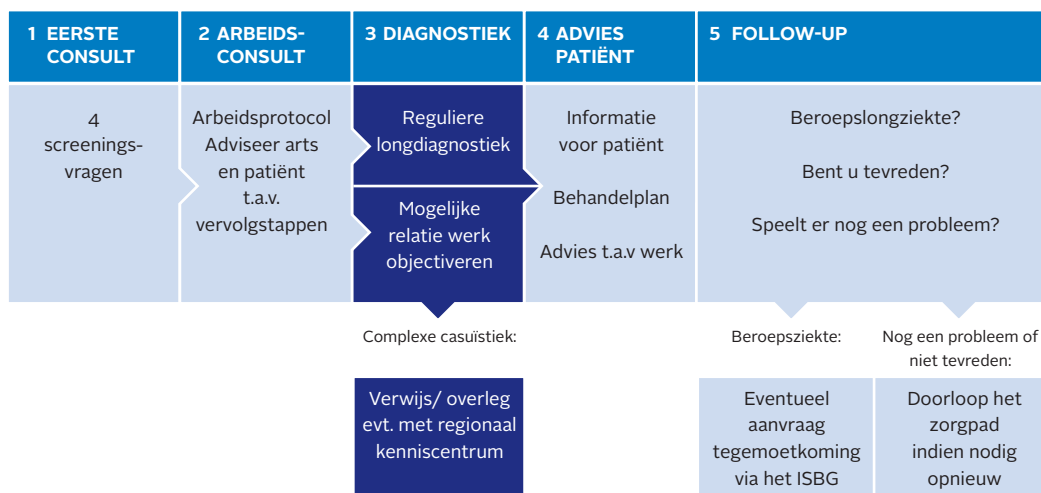 1 EERSTE
CONSULT
2 ARBEIDS-
CONSULT
3 DIAGNOSTIEK
4 ADVIES
PATIËNT
5 FOLLOW-UP
4
screenings-
vragen
Arbeidsprotocol
Adviseer arts
en patiënt
t.a.v.
vervolgstappen
Reguliere
longdiagnostiek
Mogelijke
relatie werk
objectiveren
Informatie
voor patiënt
Behandelplan
Advies t.a.v werk
Beroepslongziekte?
Bent u tevreden?
Speelt er nog een probleem?
Complexe casuïstiek:
Verwijs/ overleg
evt. met regionaal
kenniscentrum
Beroepsziekte:
Eventueel
aanvraag
tegemoetkoming
via het ISBG
Nog een probleem of
niet tevreden:
Doorloop het
zorgpad
indien nodig
opnieuw